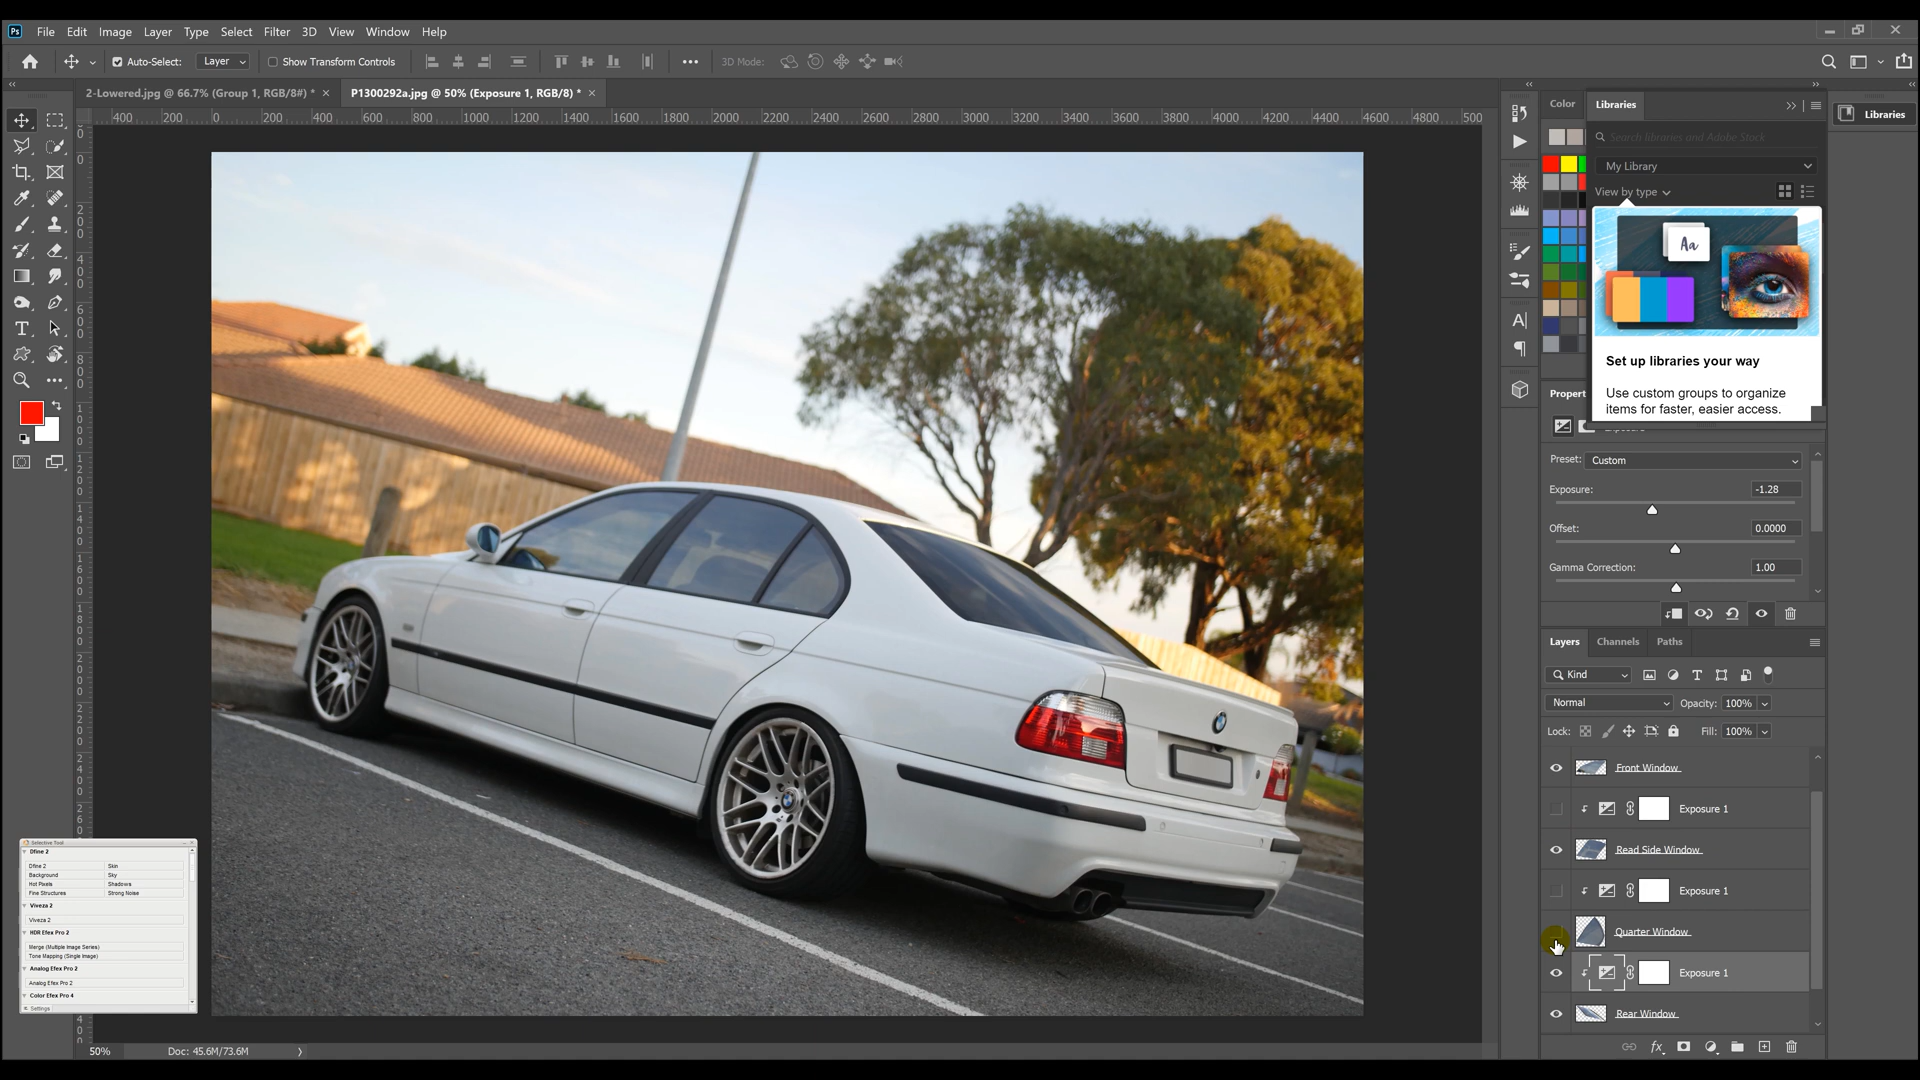 Ps File Edit Image Layer Type Select Filter 3D View Window Help
Auto-Select: Layer Show Transform Controls 3D Mode:
2-Lowered.jpg @ 66.7% (Group 1, RGB/8#) * × P1300292a.jpg @ 50% (Exposure 1, RGB/8) * ×
400 200 0 200 400 600 800 1000 1200 1400 1600 1800 2000 2200 2400 2600 2800 3000 3200 3400 3600 3800 4000 4200 4400 4600 4800 500
Color Libraries
Libraries
Search libraries and Adobe Stock
My Library
View by type
Aa
Set up libraries your way
Use custom groups to organize
items for faster, easier access.
Propert
Preset: Custom
Exposure: -1.28
Offset: 0.0000
Gamma Correction: 1.00
Layers Channels Paths
Kind
Normal Opacity: 100%
Lock: Fill: 100%
Front Window
Exposure 1
Read Side Window
Exposure 1
Quarter Window
Exposure 1
Rear Window
Selective Tool
Dfine 2
Dfine 2 Skin
Background Sky
Hot Pixels Shadows
Fine Structures Strong Noise
Viveza 2
Viveza 2
HDR Efex Pro 2
Merge (Multiple Image Series)
Tone Mapping (Single Image)
Analog Efex Pro 2
Analog Efex Pro 2
Color Efex Pro 4
Settings
50% Doc: 45.6M/73.6M